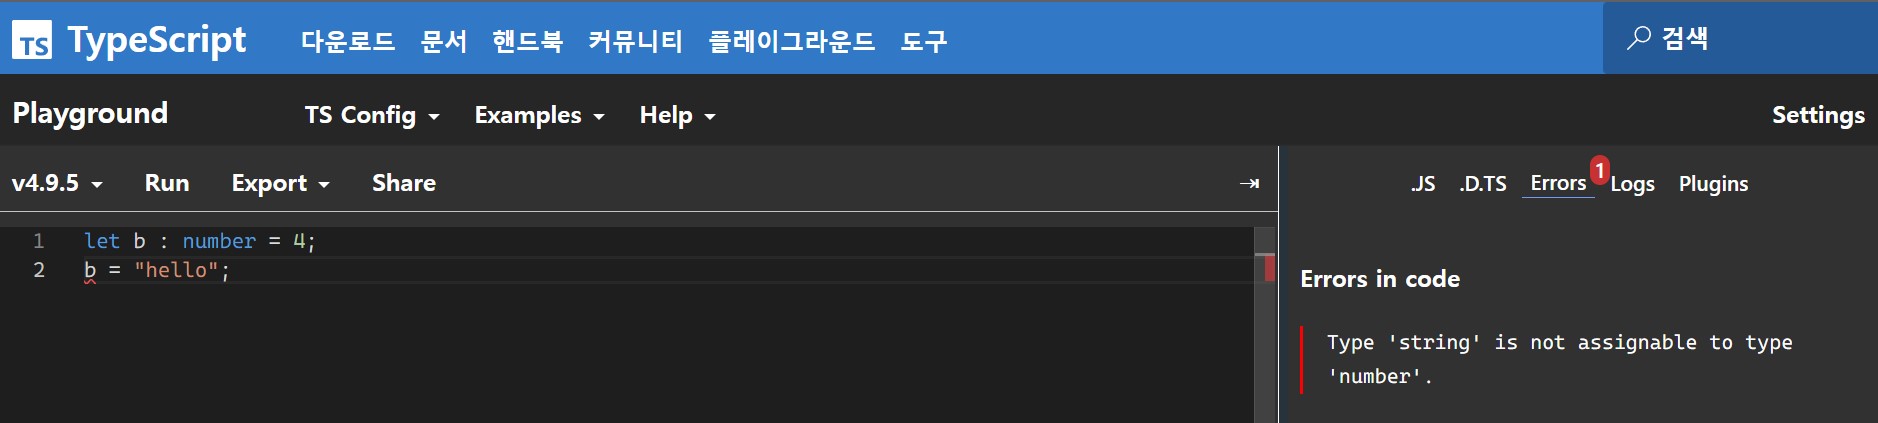 TS TypeScript 다운로드 문서 핸드북 커뮤니티 플레이그라운드 도구 검색
Playground TS Config Examples Help Settings
v4.9.5 Run Export Share .JS .D.TS Errors 1 Logs Plugins
1 let b : number = 4;
2 b = "hello";
Errors in code
Type 'string' is not assignable to type
'number'.